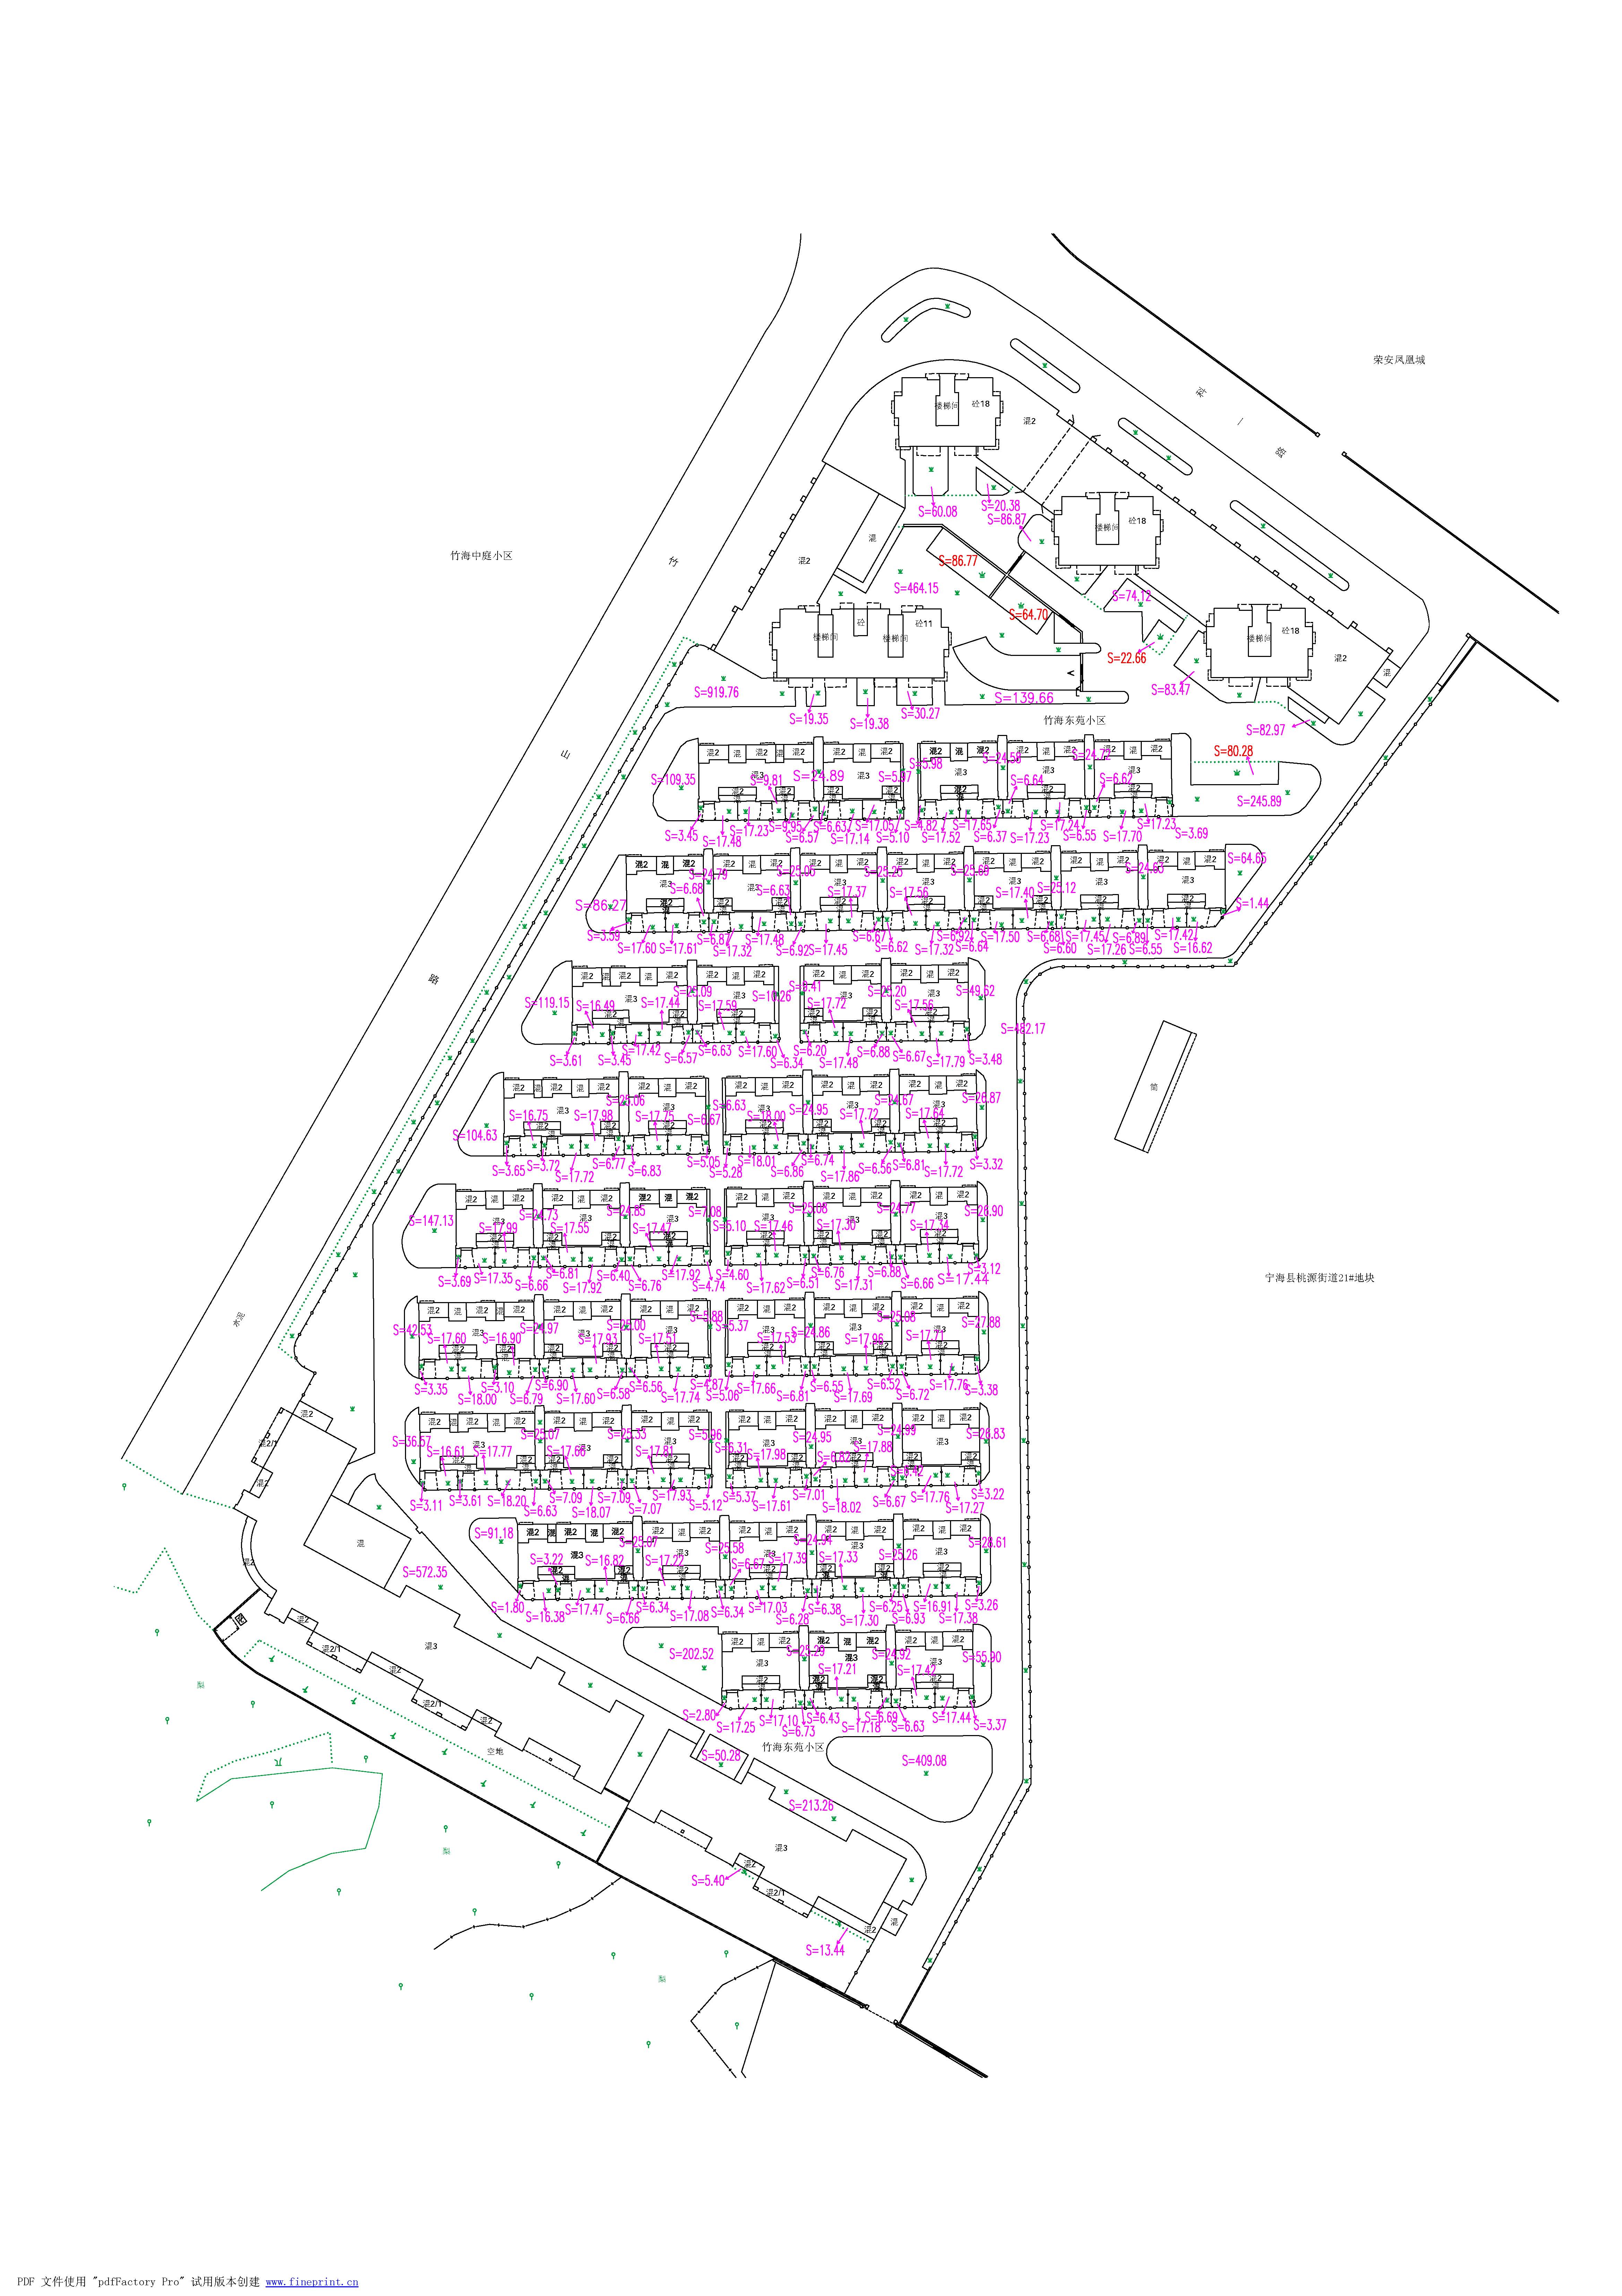 荣安凤凰城
科
一
路
楼梯间 砼18
混2
S=60.08
S=20.38
S=86.87
楼梯间 砼18
竹海中庭小区
竹
混
混2
S=86.77
S=464.15
S=74.12
S=64.70
楼梯间 砼 楼梯间 砼11
楼梯间 砼18
混2
混
S=22.66
S=83.47
S=919.76
S=139.66
S=19.35
S=19.38
S=30.27
竹海东苑小区
S=82.97
山
S=80.28
S=109.35
S=9.81
S=24.89
S=5.98
S=6.64
S=24.72
S=6.62
S=245.89
S=3.45
S=17.48
S=17.23
S=9.95
S=6.57
S=6.63
S=17.14
S=17.05
S=5.10
S=4.82
S=17.52
S=17.65
S=6.37
S=17.23
S=17.24
S=6.55
S=17.70
S=17.23
S=3.69
S=64.65
S=24.79
S=6.68
S=6.63
S=17.37
S=17.56
S=17.40
S=25.12
S=86.27
S=1.44
S=3.59
S=17.60
S=17.61
S=6.87
S=17.32
S=17.48
S=6.92
S=17.45
S=6.67
S=6.62
S=17.32
S=6.92
S=6.64
S=17.50
S=6.68
S=6.60
S=17.45
S=17.26
S=6.89
S=6.55
S=17.42
S=16.62
路
S=119.15
S=16.49
S=17.44
S=25.09
S=17.59
S=10.26
S=9.41
S=17.72
S=25.20
S=17.56
S=49.62
S=482.17
S=3.61
S=3.45
S=17.42
S=6.57
S=6.63
S=17.60
S=6.34
S=6.20
S=17.48
S=6.88
S=6.67
S=17.79
S=3.48
简
S=104.63
S=16.75
S=17.98
S=25.06
S=17.75
S=6.67
S=6.63
S=18.00
S=24.95
S=17.72
S=24.67
S=17.64
S=26.87
S=3.65
S=3.72
S=17.72
S=6.77
S=6.83
S=5.05
S=5.28
S=18.01
S=6.86
S=6.74
S=17.86
S=6.56
S=6.81
S=17.72
S=3.32
S=147.13
S=17.99
S=24.73
S=17.55
S=24.85
S=17.47
S=7.08
S=5.10
S=17.46
S=25.08
S=17.30
S=24.77
S=17.34
S=26.90
S=3.69
S=17.35
S=6.66
S=6.81
S=17.92
S=6.40
S=6.76
S=17.92
S=4.74
S=4.60
S=17.62
S=6.51
S=6.76
S=17.31
S=6.88
S=6.66
S=17.44
S=3.12
宁海县桃源街道21#地块
水泥
S=42.53
S=17.60
S=16.90
S=24.97
S=17.93
S=25.00
S=17.51
S=5.88
S=5.37
S=17.53
S=24.86
S=17.96
S=25.08
S=17.71
S=27.88
S=3.35
S=18.00
S=3.10
S=6.79
S=6.90
S=17.60
S=6.58
S=6.56
S=17.74
S=4.87
S=5.06
S=17.66
S=6.81
S=6.55
S=17.69
S=6.52
S=6.72
S=17.76
S=3.38
混2
混2/1
混2
S=36.57
S=16.61
S=17.77
S=25.07
S=17.66
S=25.33
S=17.81
S=5.96
S=6.31
S=17.98
S=24.95
S=6.82
S=17.88
S=24.99
S=6.42
S=26.83
S=3.11
S=3.61
S=18.20
S=6.63
S=7.09
S=18.07
S=7.09
S=7.07
S=17.93
S=5.12
S=5.37
S=17.61
S=7.01
S=18.02
S=6.67
S=17.76
S=17.27
S=3.22
混
混2
S=91.18
S=3.22
S=16.82
S=25.07
S=17.22
S=25.58
S=6.67
S=17.39
S=24.94
S=17.33
S=25.26
S=28.61
S=572.35
S=1.80
S=16.38
S=17.47
S=6.66
S=6.34
S=17.08
S=6.34
S=17.03
S=6.28
S=6.38
S=17.30
S=6.25
S=6.93
S=16.91
S=17.38
S=3.26
混2
混2/1
混3
混2
混2/1
混2
空地
S=202.52
S=25.29
S=17.21
S=24.92
S=17.42
S=55.90
S=2.80
S=17.25
S=17.10
S=6.73
S=6.43
S=17.18
S=6.69
S=6.63
S=17.44
S=3.37
竹海东苑小区
S=50.28
S=409.08
S=213.26
混3
混2
S=5.40
混2/1
混2
混
S=13.44
PDF 文件使用 "pdfFactory Pro" 试用版本创建 www.fineprint.cn